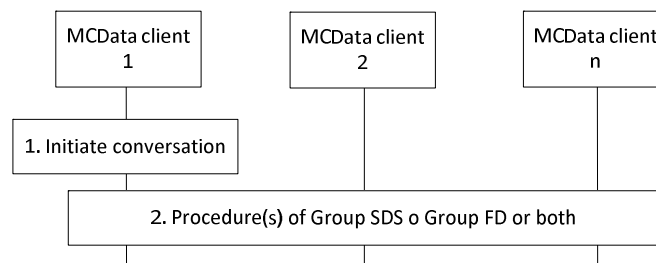 MCData client
1
MCData client
2
MCData client
n
1. Initiate conversation
2. Procedure(s) of Group SDS o Group FD or both